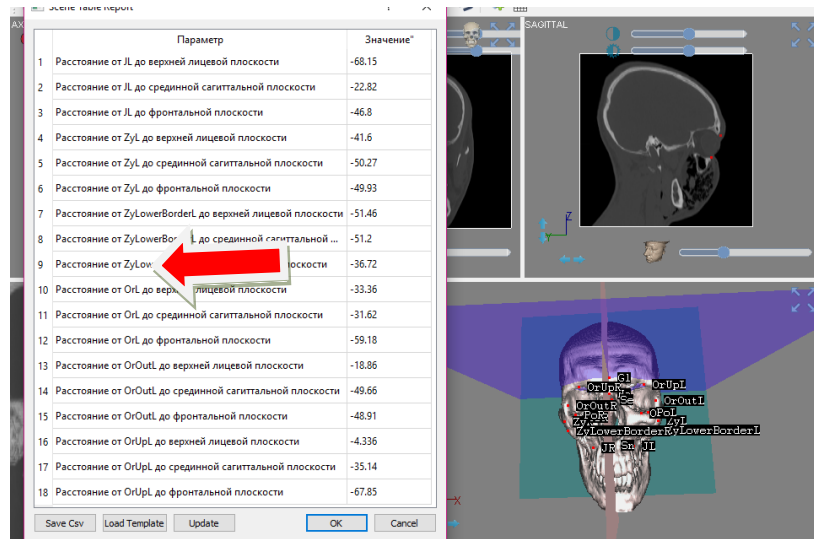 Scene Table Report
Параметр Значение"
1 Расстояние от JL до верхней лицевой плоскости -68.15
2 Расстояние от JL до срединной сагиттальной плоскости -22.82
3 Расстояние от JL до фронтальной плоскости -46.8
4 Расстояние от ZyL до верхней лицевой плоскости -41.6
5 Расстояние от ZyL до срединной сагиттальной плоскости -50.27
6 Расстояние от ZyL до фронтальной плоскости -49.93
7 Расстояние от ZyLowerBorderL до верхней лицевой плоскости -51.46
8 Расстояние от до срединной сагиттальной ... -51.2
9 Расстояние от -36.72
10 Расстояние от OrL до лицевой плоскости -33.36
11 Расстояние от OrL до срединной сагиттальной плоскости -31.62
12 Расстояние от OrL до фронтальной плоскости -59.18
13 Расстояние от OrOutL до верхней лицевой плоскости -18.86
14 Расстояние от OrOutL до срединной сагиттальной плоскости -49.66
15 Расстояние от OrOutL до фронтальной плоскости -48.91
16 Расстояние от OrUpL до верхней лицевой плоскости -4.336
17 Расстояние от OrUpL до срединной сагиттальной плоскости -35.14
18 Расстояние от OrUpL до фронтальной плоскости -67.85
Save Csv Load Template Update OK Cancel
AX
SAGITTAL
Z
Y
Gl
OrUpR OrUpL
Se
OrOutR OrOutL
OPoL
ZyL
ZyLowerBorderR
JR Sn JL
X